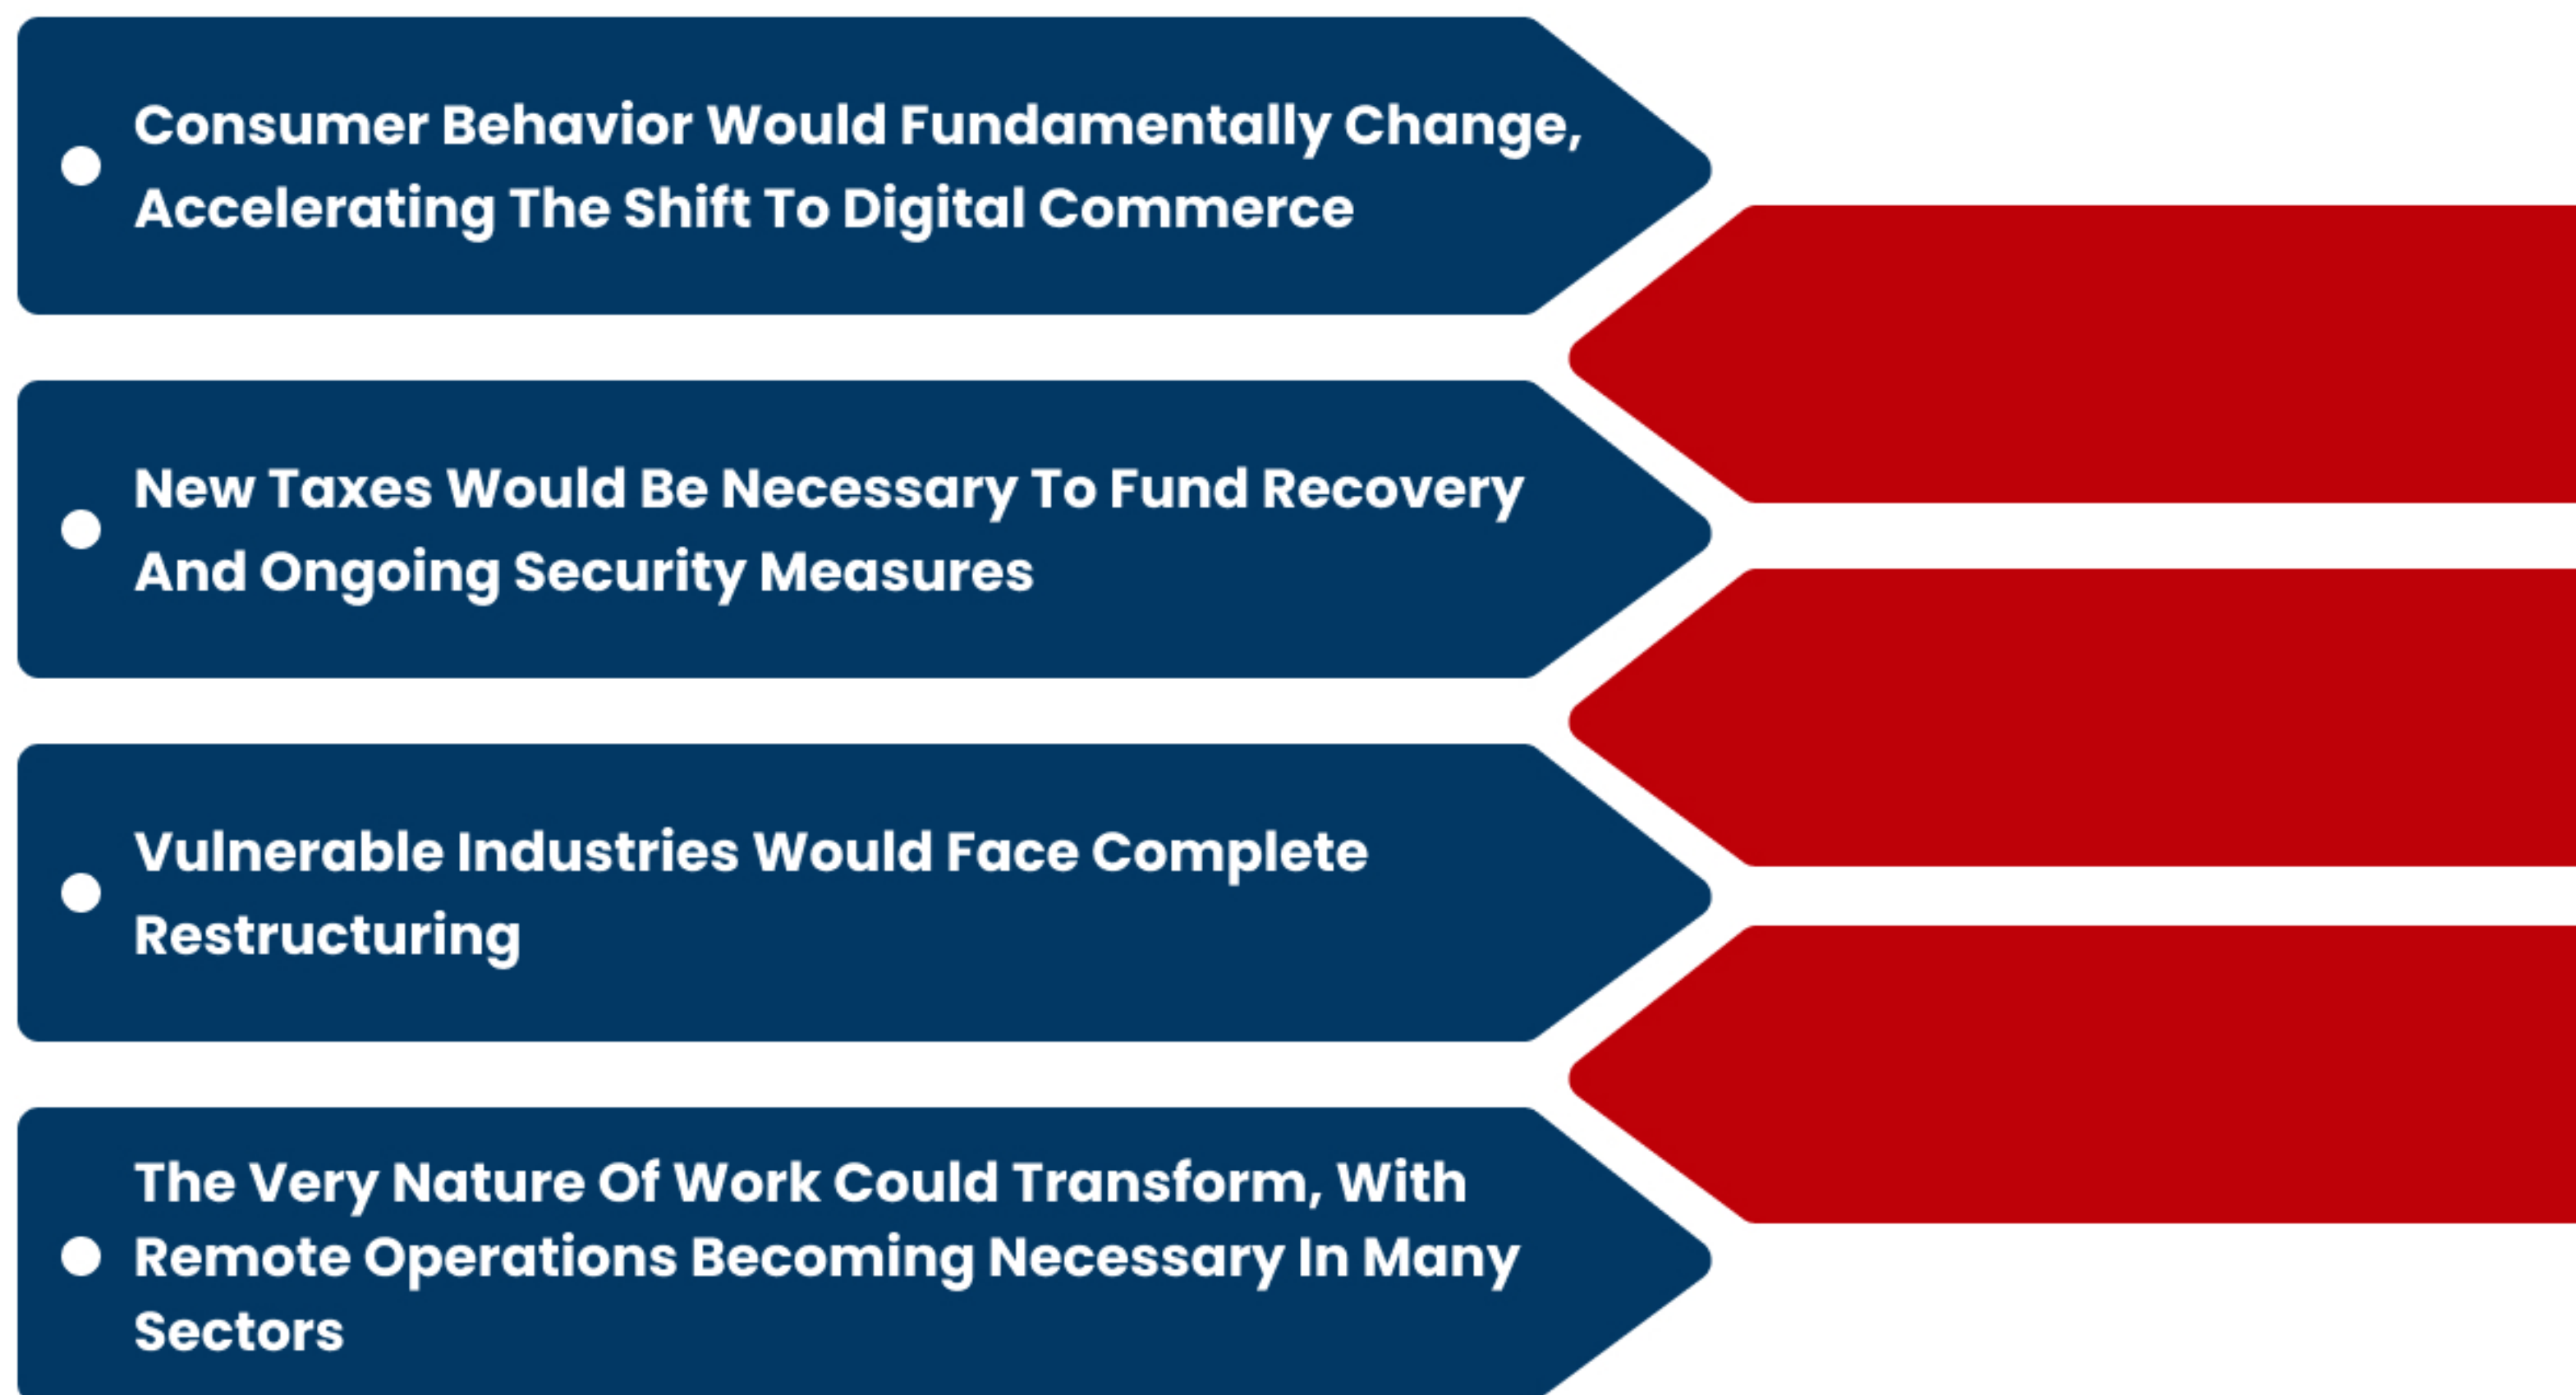 Consumer Behavior Would Fundamentally Change,
Accelerating The Shift To Digital Commerce
New Taxes Would Be Necessary To Fund Recovery
And Ongoing Security Measures
Vulnerable Industries Would Face Complete
Restructuring
The Very Nature Of Work Could Transform, With
Remote Operations Becoming Necessary In Many
Sectors